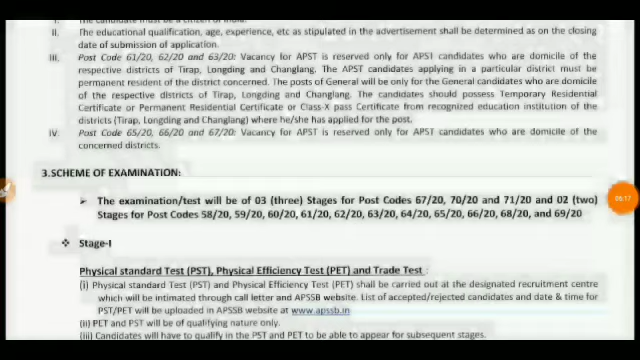 I. The candidate must be a citizen of India.
II. The educational qualification, age, experience, etc as stipulated in the advertisement shall be determined as on the closing
date of submission of application.
III. Post Code 61/20, 62/20 and 63/20: Vacancy for APST is reserved only for APST candidates who are domicile of the
respective districts of Tirap, Longding and Changlang. The APST candidates applying in a particular district must be
permanent resident of the district concerned. The posts of General will be only for the General candidates who are domicile
of the respective districts of Tirap, Longding and Changlang. The candidates should possess Temporary Residential
Certificate or Permanent Residential Certificate or Class-X pass Certificate from recognized education institution of the
districts (Tirap, Longding and Changlang) where he/she has applied for the post.
IV. Post Code 65/20, 66/20 and 67/20: Vacancy for APST is reserved only for APST candidates who are domicile of the
concerned districts.
3.SCHEME OF EXAMINATION:
➢ The examination/test will be of 03 (three) Stages for Post Codes 67/20, 70/20 and 71/20 and 02 (two)
Stages for Post Codes 58/20, 59/20, 60/20, 61/20, 62/20, 63/20, 64/20, 65/20, 66/20, 68/20, and 69/20
05:17
❖ Stage-I
Physical standard Test (PST), Physical Efficiency Test (PET) and Trade Test :
(i) Physical standard Test (PST) and Physical Efficiency Test (PET) shall be carried out at the designated recruitment centre
which will be intimated through call letter and APSSB website. List of accepted/rejected candidates and date & time for
PST/PET will be uploaded in APSSB website at www.apssb.in
(ii) PET and PST will be of qualifying nature only.
(iii) Candidates will have to qualify in the PST and PET to be able to appear for subsequent stages.